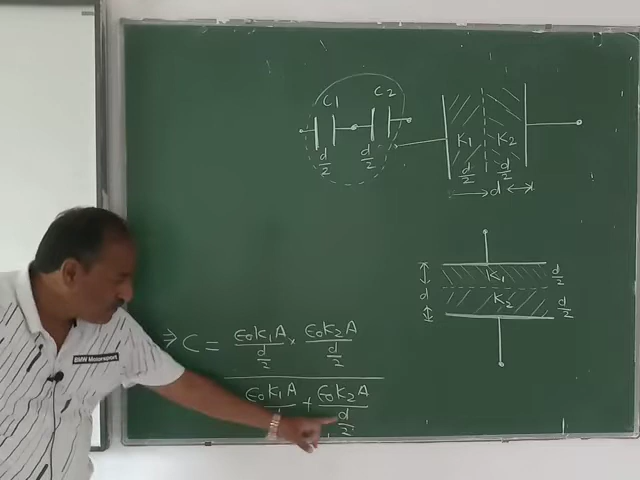 C1 C2
d/2 d/2
K1 K2
d/2 d/2
d
K1 d/2
d
K2 d/2
→ C = ε0K1A / d/2 × ε0K2A / d/2
ε0K1A + ε0K2A / d/2
BMW Motorsport